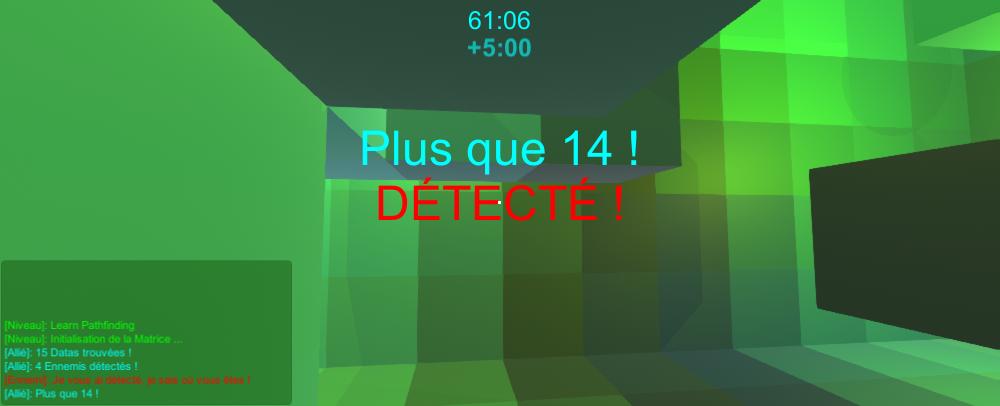 61:06
+5:00
Plus que 14 !
DÉTECTÉ !
[Niveau]: Learn Pathfinding
[Niveau]: Initialisation de la Matrice ...
[Allié]: 15 Datas trouvées !
[Allié]: 4 Ennemis détectés !
[Ennemi]: Je vous ai détecté, je sais où vous êtes !
[Allié]: Plus que 14 !